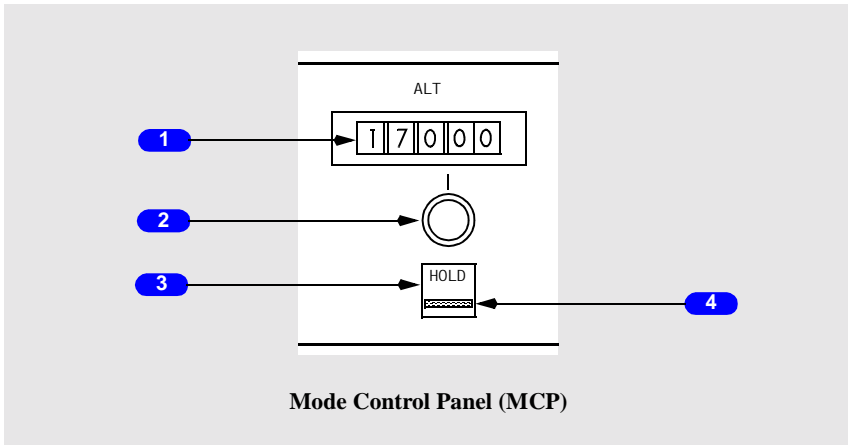 ALT
1
17000
2
HOLD
3
4
Mode Control Panel (MCP)